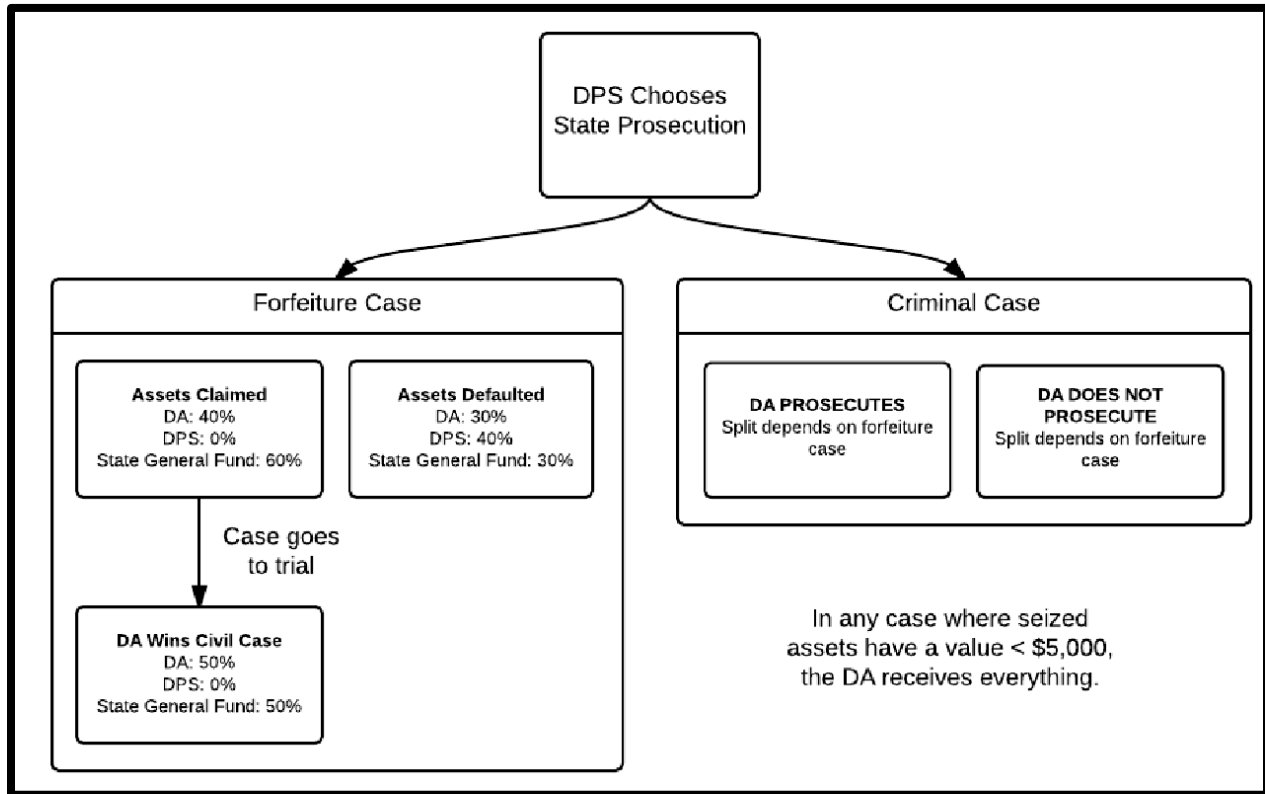 DPS Chooses
State Prosecution
Forfeiture Case
Assets Claimed
DA: 40%
DPS: 0%
State General Fund: 60%
Assets Defaulted
DA: 30%
DPS: 40%
State General Fund: 30%
Case goes
to trial
DA Wins Civil Case
DA: 50%
DPS: 0%
State General Fund: 50%
Criminal Case
DA PROSECUTES
Split depends on forfeiture
case
DA DOES NOT
PROSECUTE
Split depends on forfeiture
case
In any case where seized
assets have a value < $5,000,
the DA receives everything.